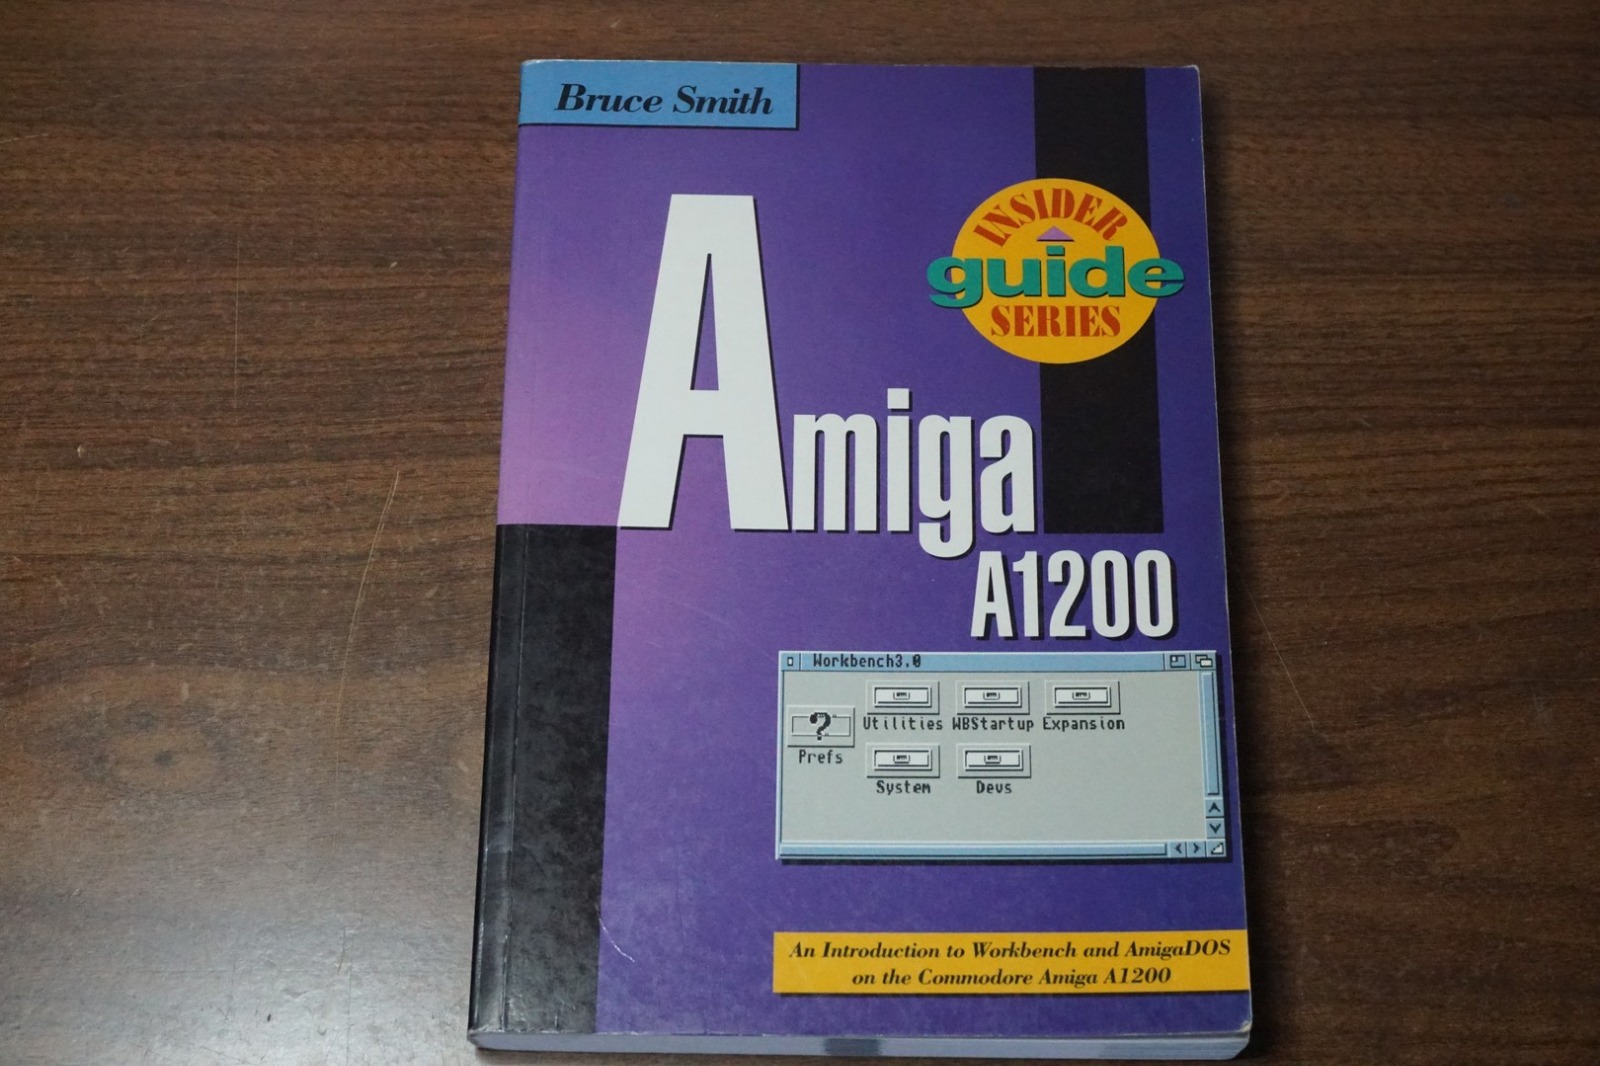 Bruce Smith
INSIDER
guide
SERIES
Amiga
A1200
Workbench3.0
Utilities WBStartup Expansion
?
Prefs
System Devs
An Introduction to Workbench and AmigaDOS
on the Commodore Amiga A1200